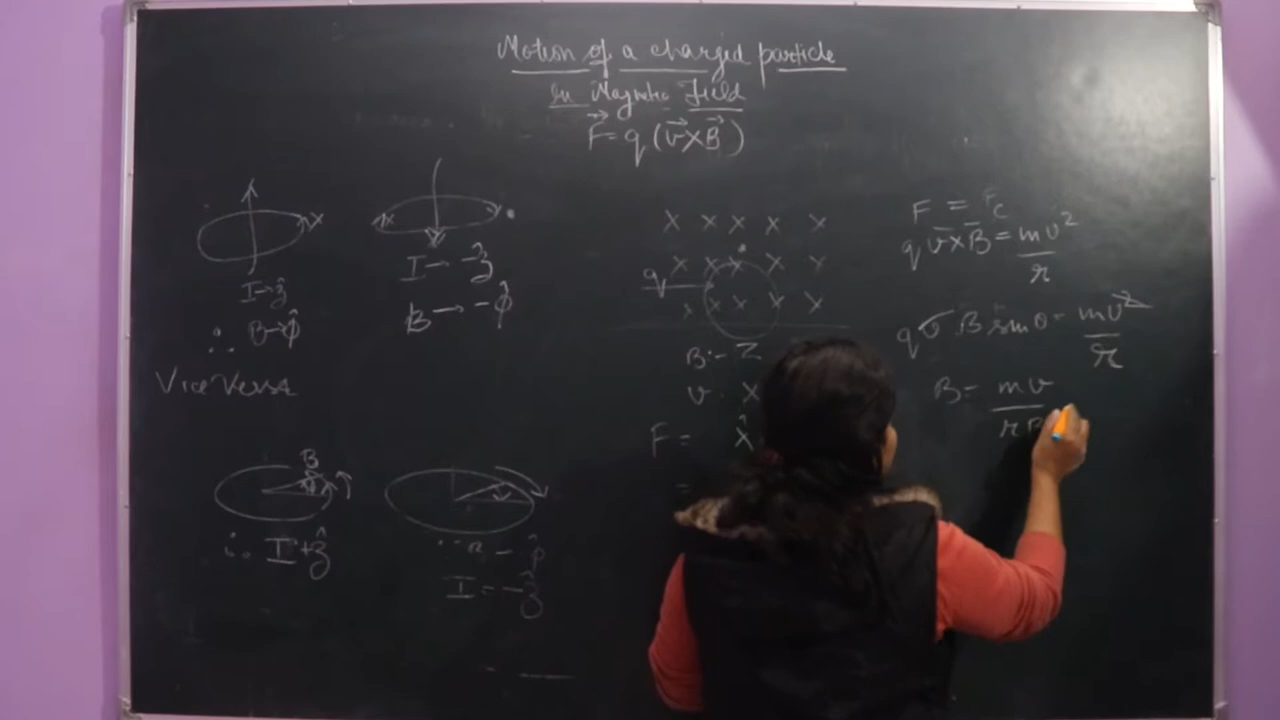 Motion of a charged particle
in Magnetic Field
F = q (v × B)
I → ẑ
∴ B → φ̂
Vice Versa
I → -ẑ
B → -φ̂
B
∴ I +ẑ
- φ̂
I = -ẑ
X X X X X
X X X X X
q
X X X X X
B :- Z
v X
F = X̂
=
F = Fc
q v × B = mv²/r
q v B sin θ = mv²/r
B = mv